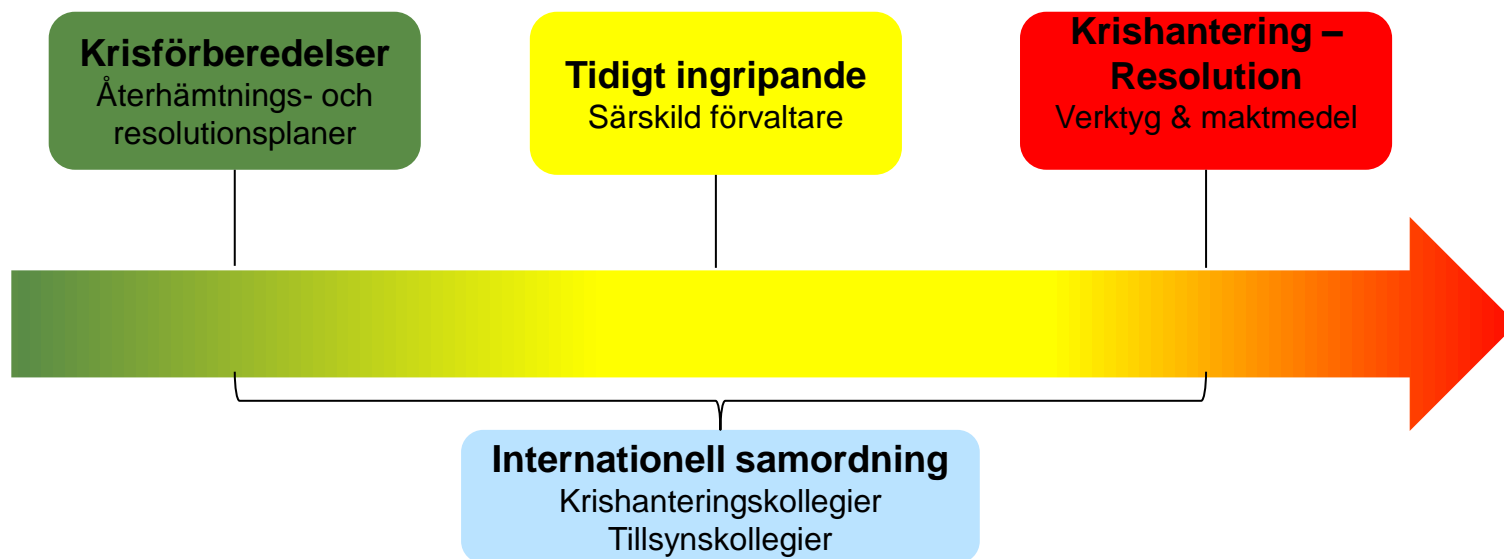 Krisförberedelser
Återhämtnings- och
resolutionsplaner
Tidigt ingripande
Särskild förvaltare
Krishantering –
Resolution
Verktyg & maktmedel
Internationell samordning
Krishanteringskollegier
Tillsynskollegier